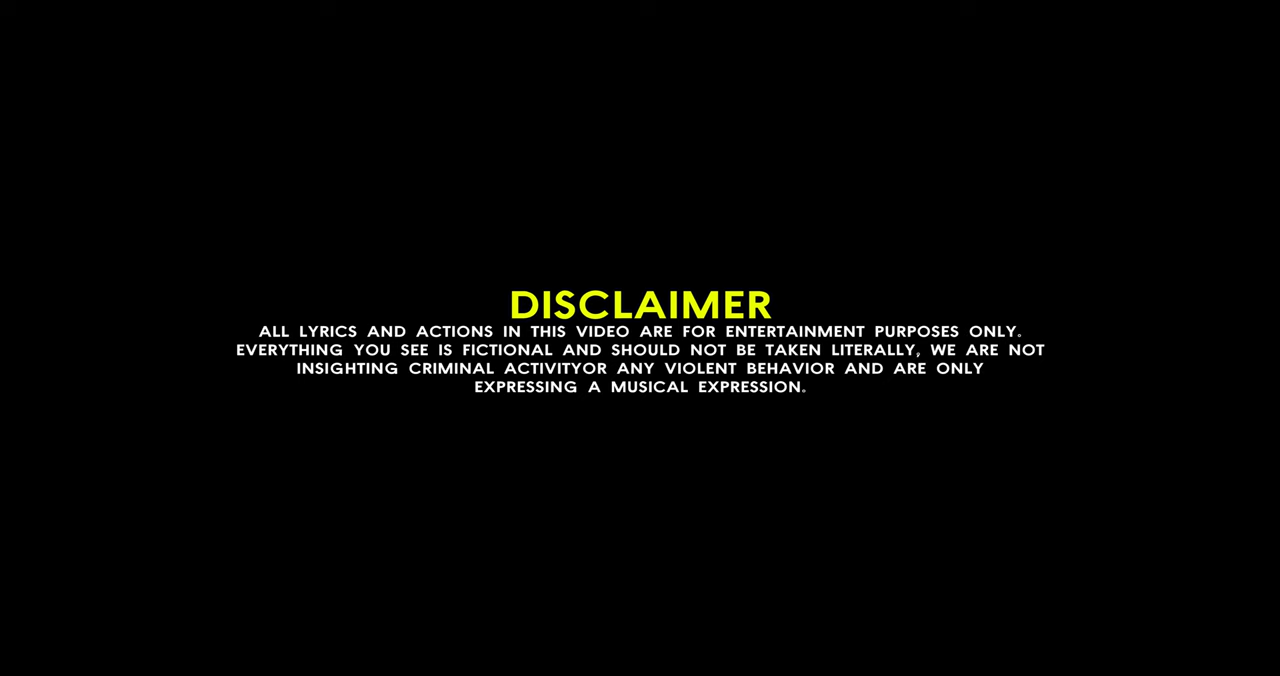 DISCLAIMER
ALL LYRICS AND ACTIONS IN THIS VIDEO ARE FOR ENTERTAINMENT PURPOSES ONLY.
EVERYTHING YOU SEE IS FICTIONAL AND SHOULD NOT BE TAKEN LITERALLY, WE ARE NOT
INSIGHTING CRIMINAL ACTIVITYOR ANY VIOLENT BEHAVIOR AND ARE ONLY
EXPRESSING A MUSICAL EXPRESSION.